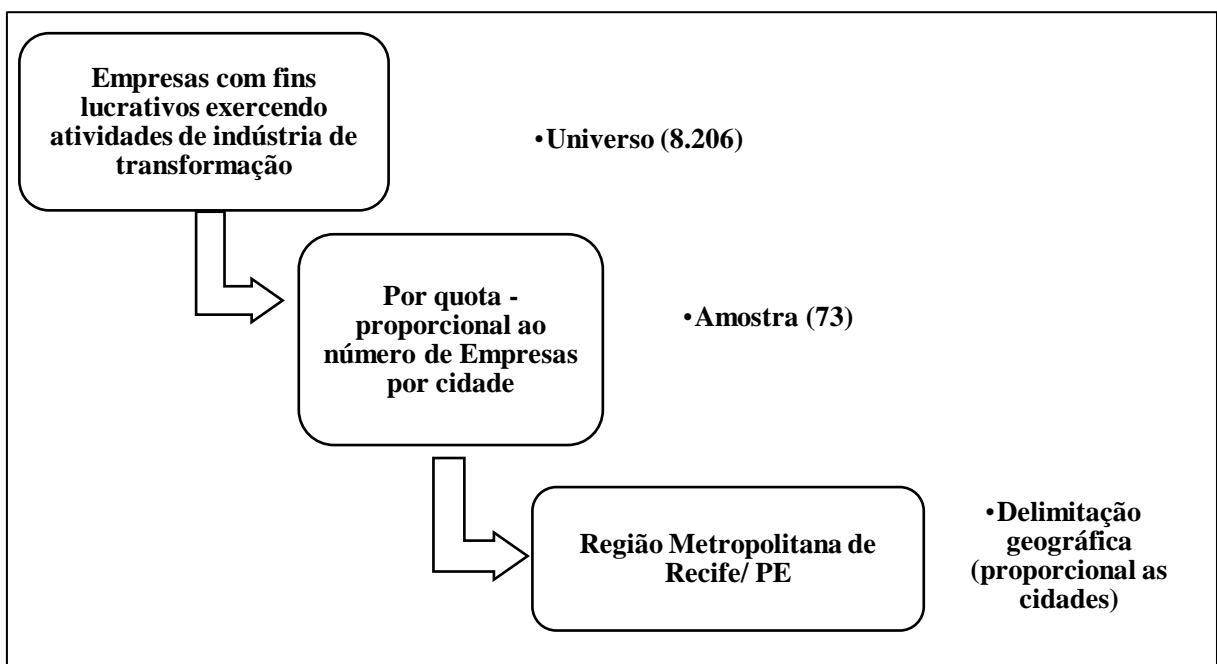 Empresas com fins
lucrativos exercendo
atividades de indústria de
transformação
•Universo (8.206)
Por quota -
proporcional ao
número de Empresas
por cidade
•Amostra (73)
Região Metropolitana de
Recife/ PE
•Delimitação
geográfica
(proporcional as
cidades)